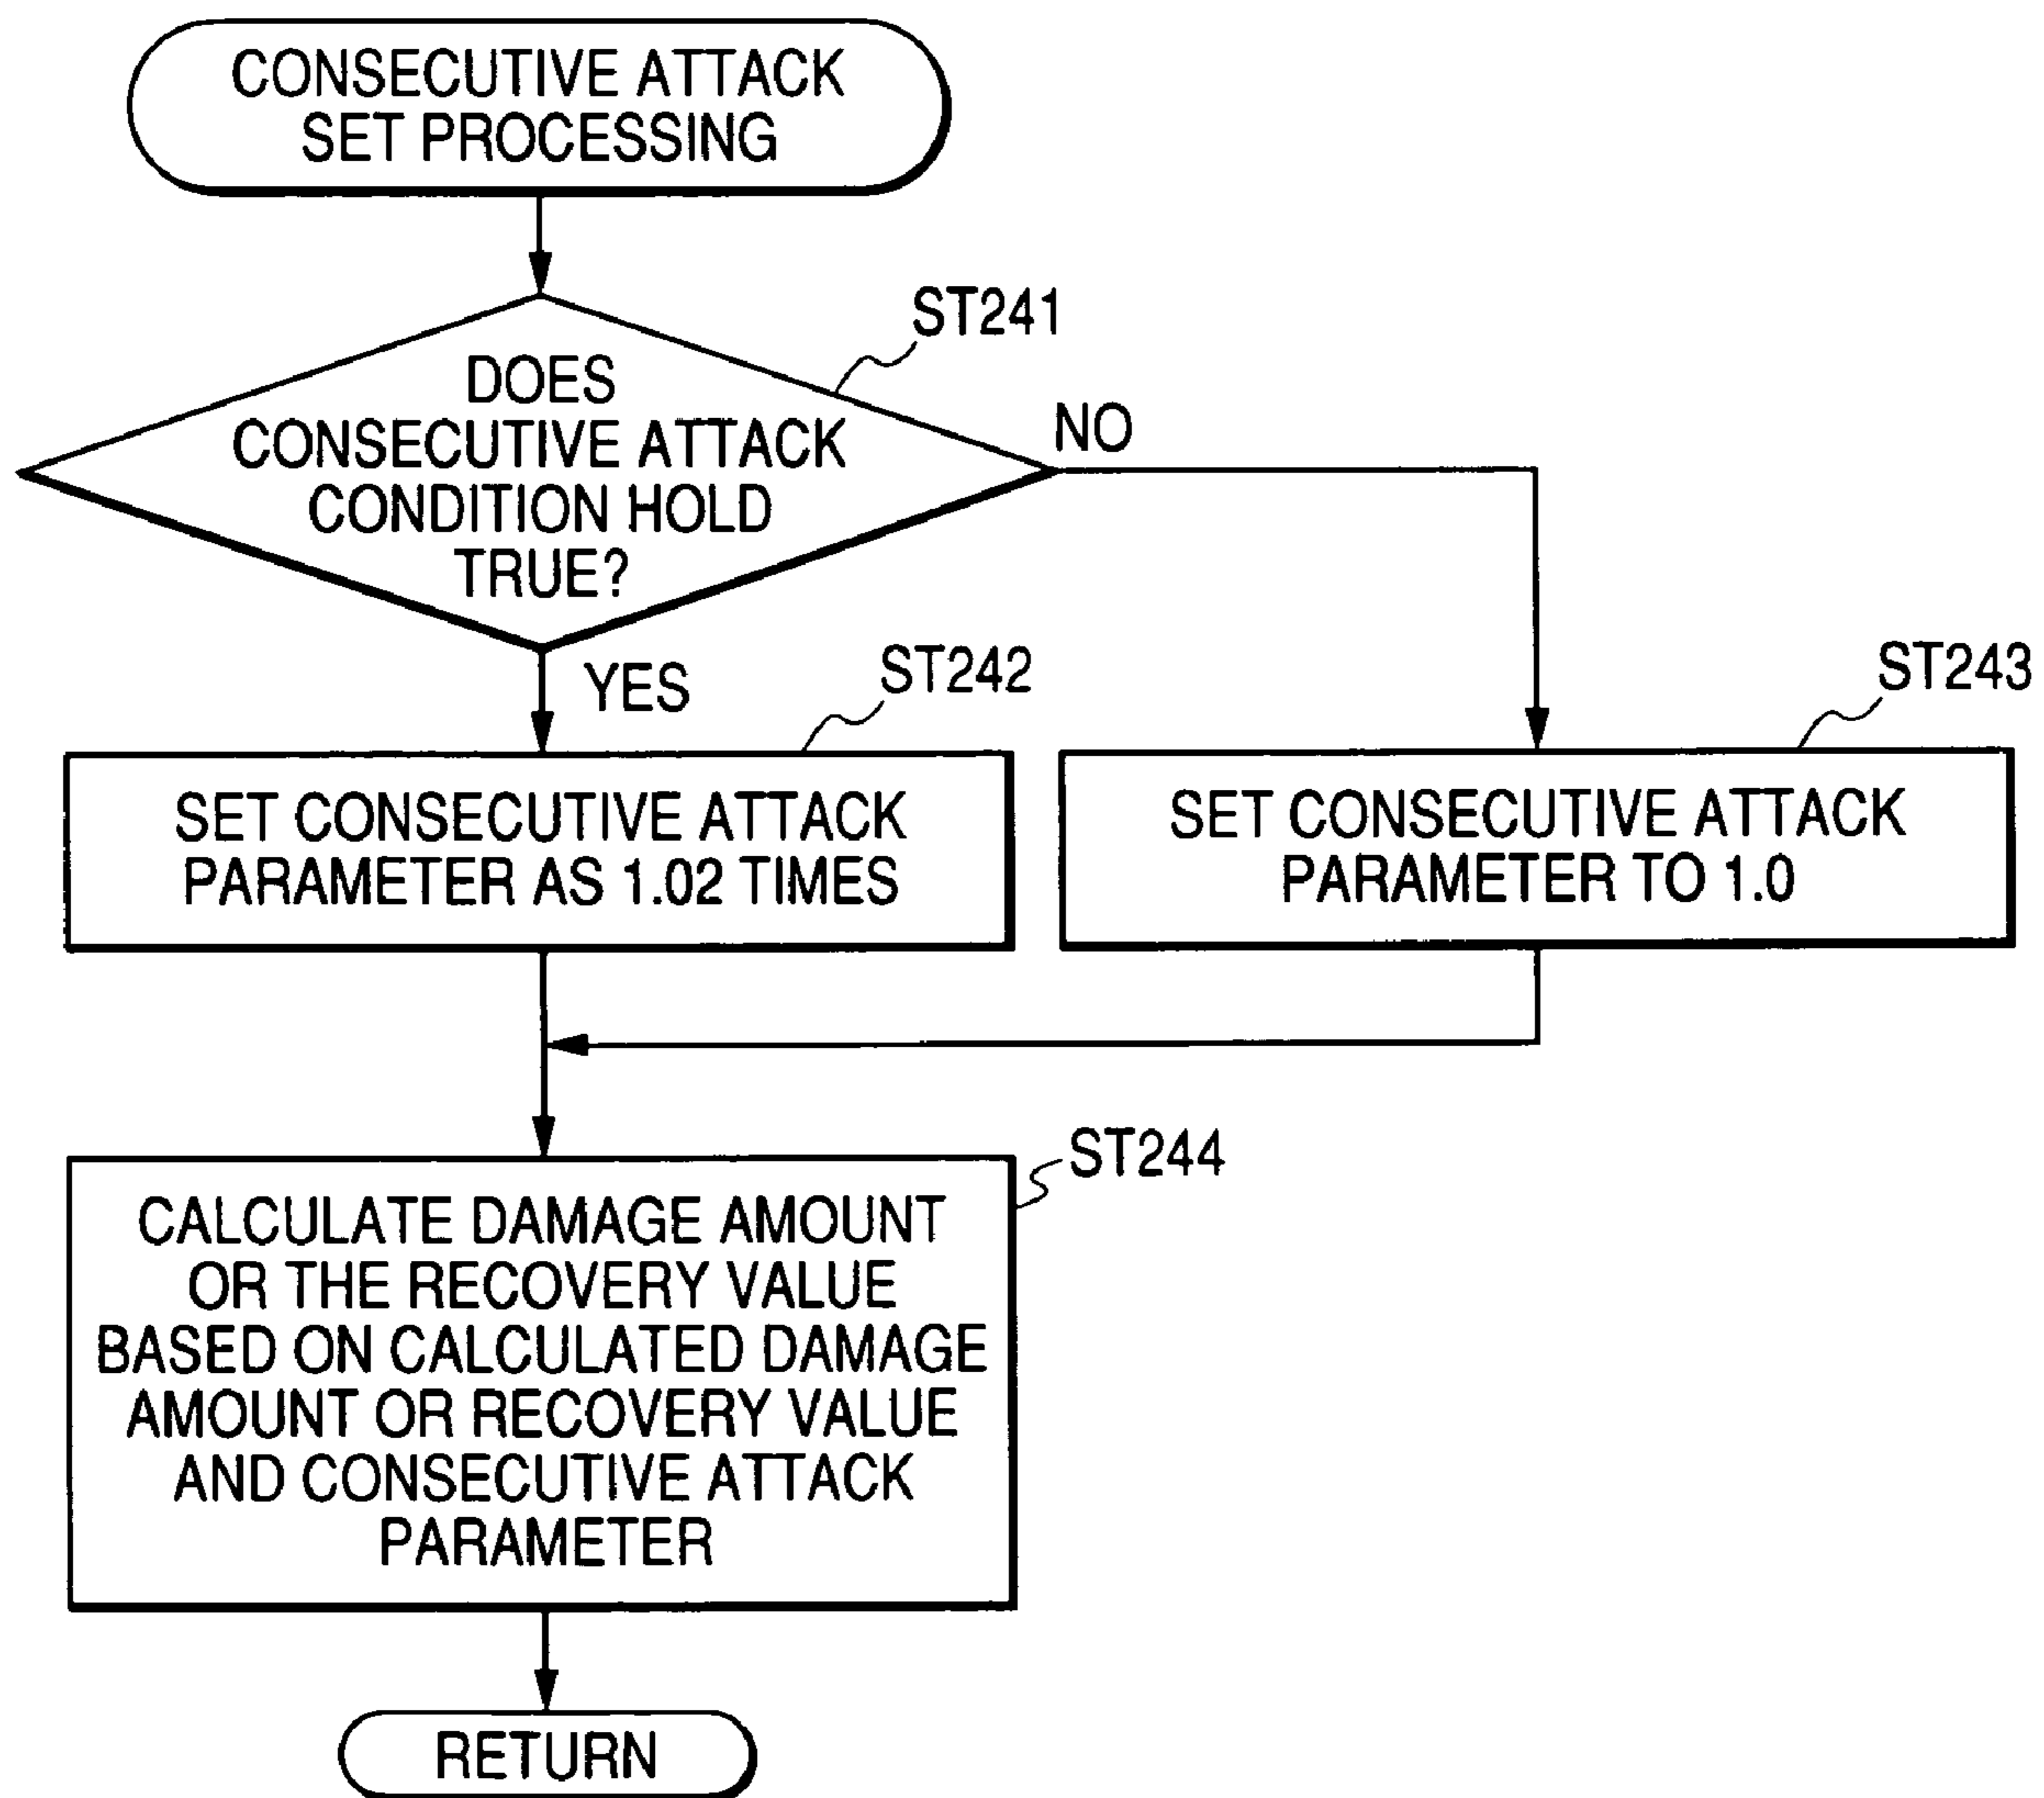 CONSECUTIVE ATTACK
SET PROCESSING
ST241
DOES
CONSECUTIVE ATTACK
CONDITION HOLD
TRUE?
NO
YES
ST242
SET CONSECUTIVE ATTACK
PARAMETER AS 1.02 TIMES
ST243
SET CONSECUTIVE ATTACK
PARAMETER TO 1.0
ST244
CALCULATE DAMAGE AMOUNT
OR THE RECOVERY VALUE
BASED ON CALCULATED DAMAGE
AMOUNT OR RECOVERY VALUE
AND CONSECUTIVE ATTACK
PARAMETER
RETURN